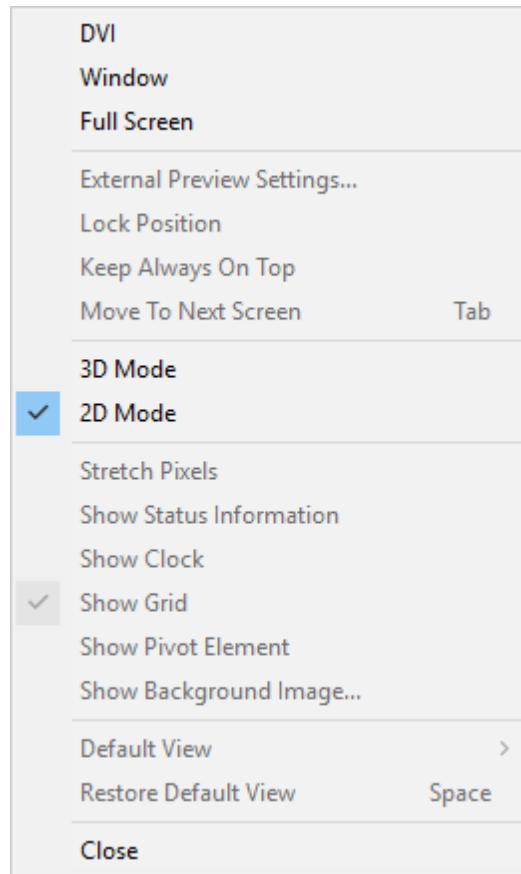 DVI
Window
Full Screen
External Preview Settings...
Lock Position
Keep Always On Top
Move To Next Screen Tab
3D Mode
2D Mode
Stretch Pixels
Show Status Information
Show Clock
Show Grid
Show Pivot Element
Show Background Image...
Default View
Restore Default View Space
Close